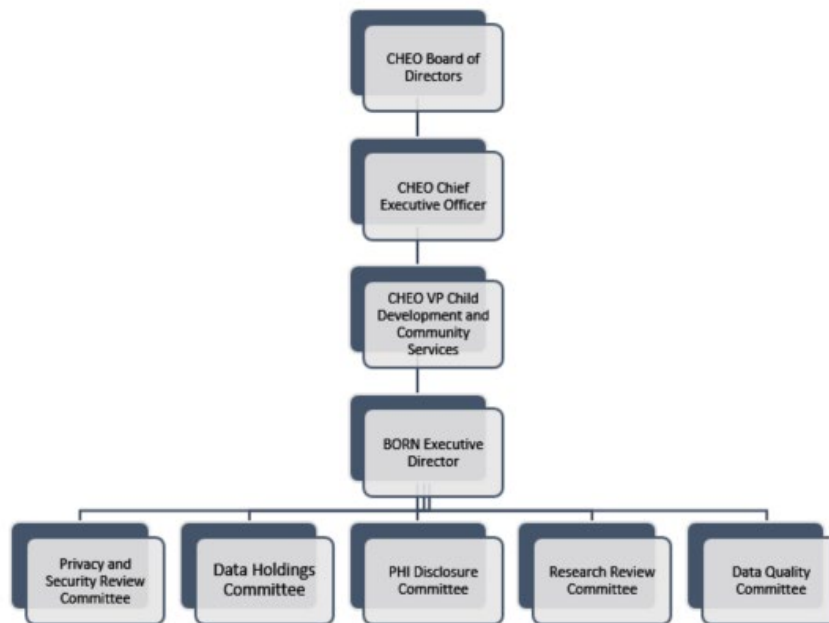 CHEO Board of
Directors
CHEO Chief
Executive Officer
CHEO VP Child
Development and
Community
Services
BORN Executive
Director
Privacy and
Security Review
Committee
Data Holdings
Committee
PHI Disclosure
Committee
Research Review
Committee
Data Quality
Committee